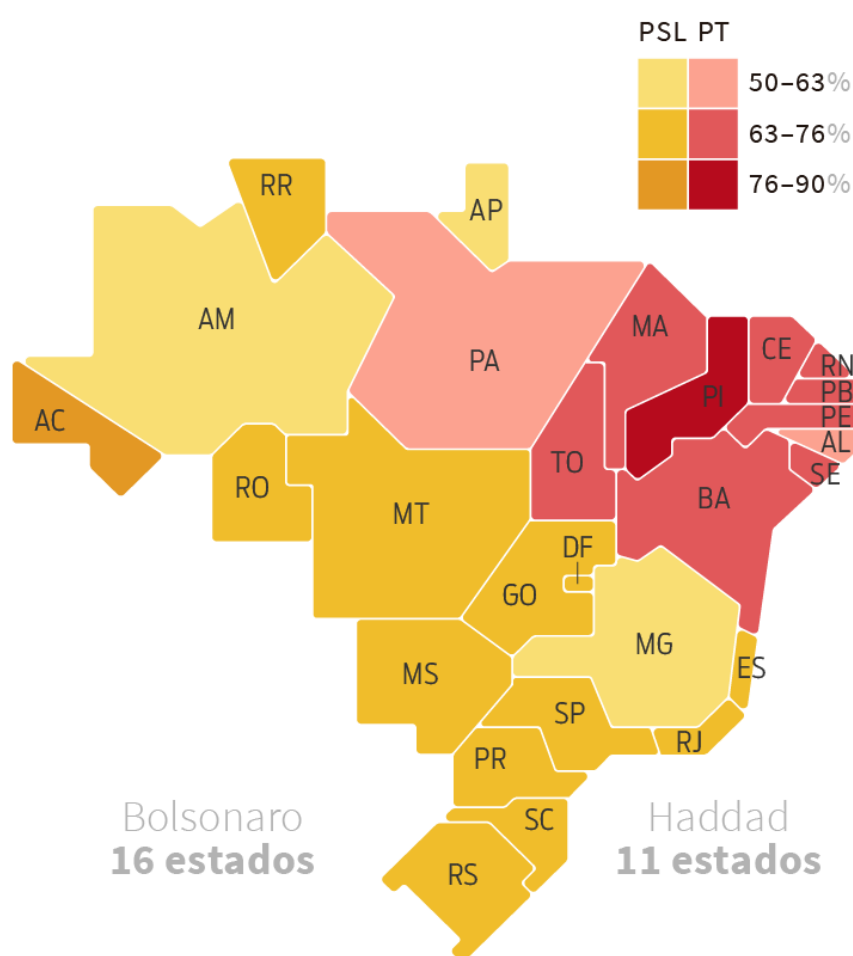 PSL PT
50–63%
63–76%
76–90%
RR
AP
AM
PA
MA
CE
RN
PB
PI
PE
AC
AL
TO
SE
RO
BA
MT
DF
GO
MG
MS
ES
SP
RJ
PR
Bolsonaro
16 estados
Haddad
11 estados
SC
RS